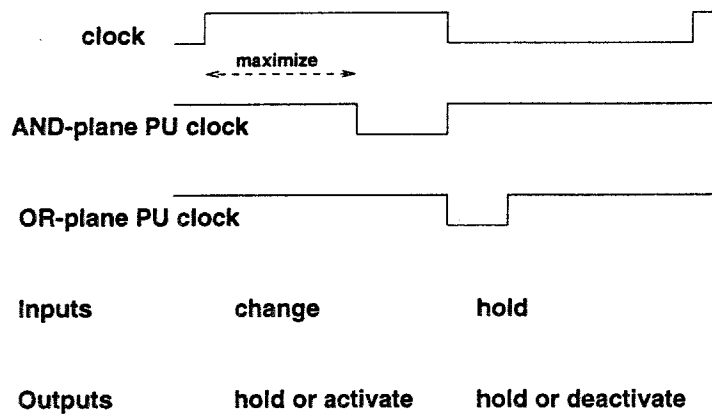 clock
maximize
AND-plane PU clock
OR-plane PU clock
Inputs change hold
Outputs hold or activate hold or deactivate